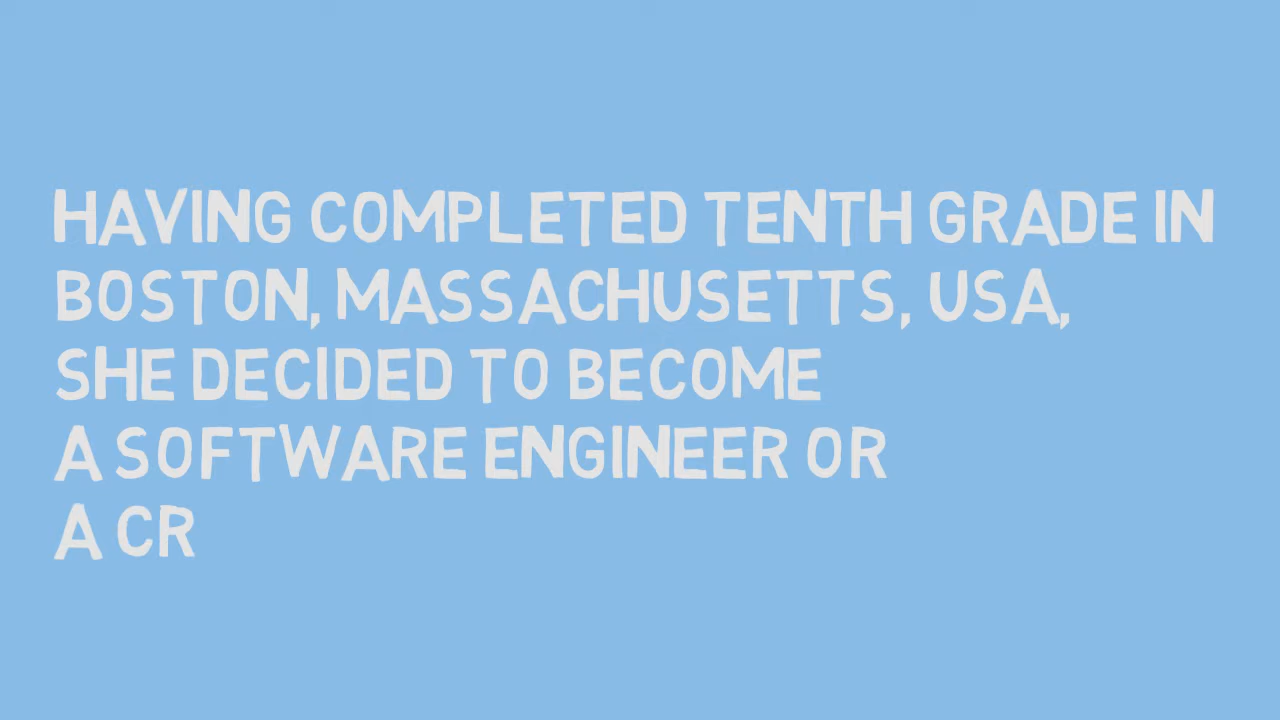 HAVING COMPLETED TENTH GRADE IN
BOSTON, MASSACHUSETTS, USA,
SHE DECIDED TO BECOME
A SOFTWARE ENGINEER OR
A CR